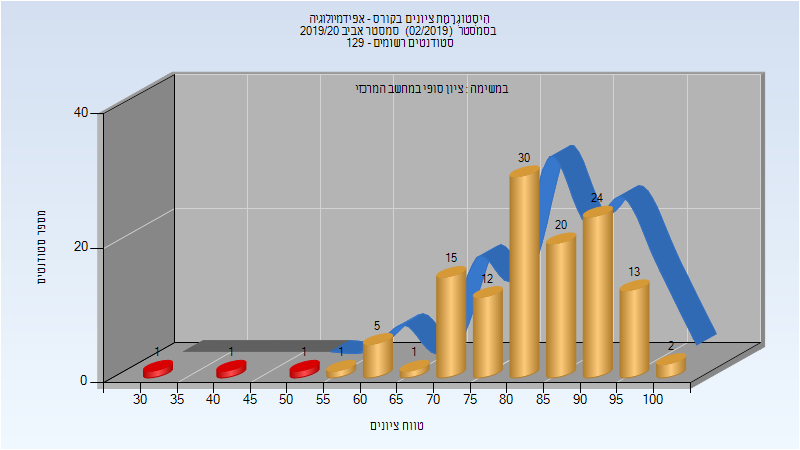 היסטוגרמת ציונים בקורס - אפידמיולוגיה
בסמסטר (02/2019) סמסטר אביב 2019/20
סטודנטים רשומים - 129
במשימה : ציון סופי במחשב המרכזי
מספר סטודנטים
40
20
0
1
1
1
1
5
1
15
12
30
20
24
13
2
30 35 40 45 50 55 60 65 70 75 80 85 90 95 100
טווח ציונים